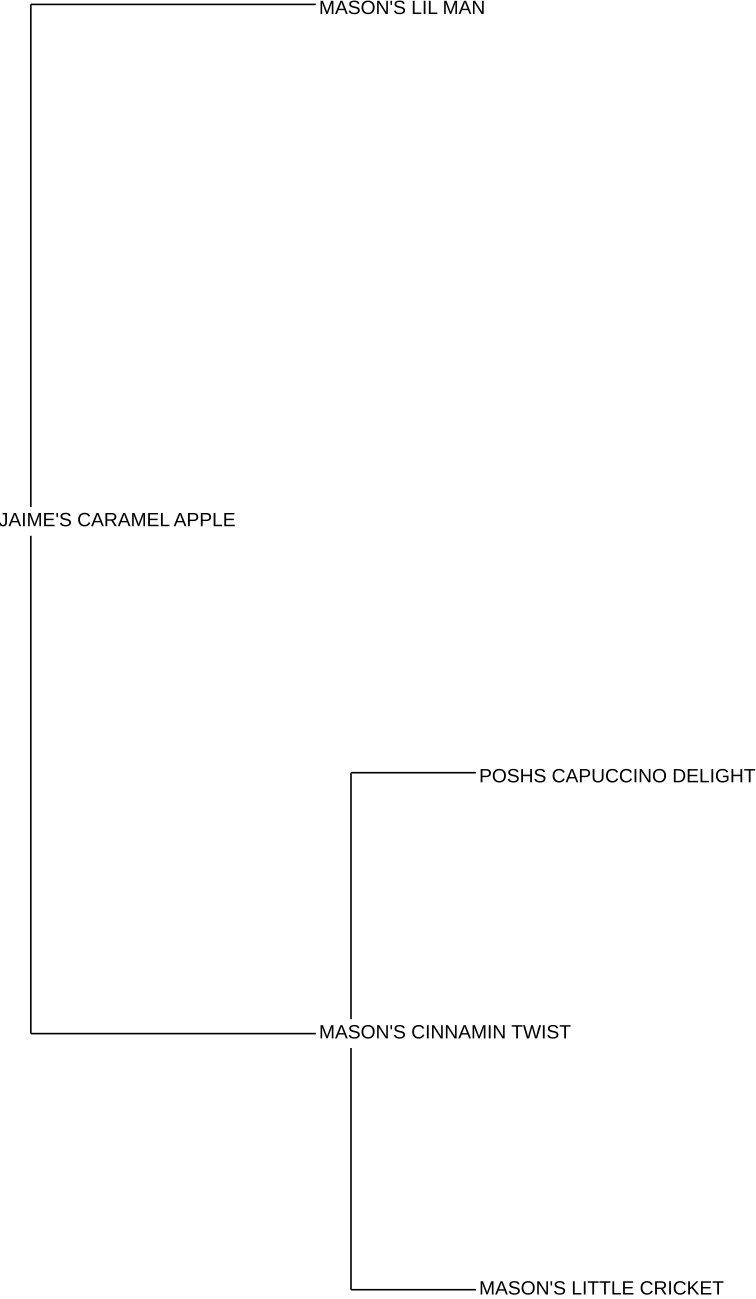 MASON'S LIL MAN
JAIME'S CARAMEL APPLE
POSHS CAPUCCINO DELIGHT
MASON'S CINNAMIN TWIST
MASON'S LITTLE CRICKET